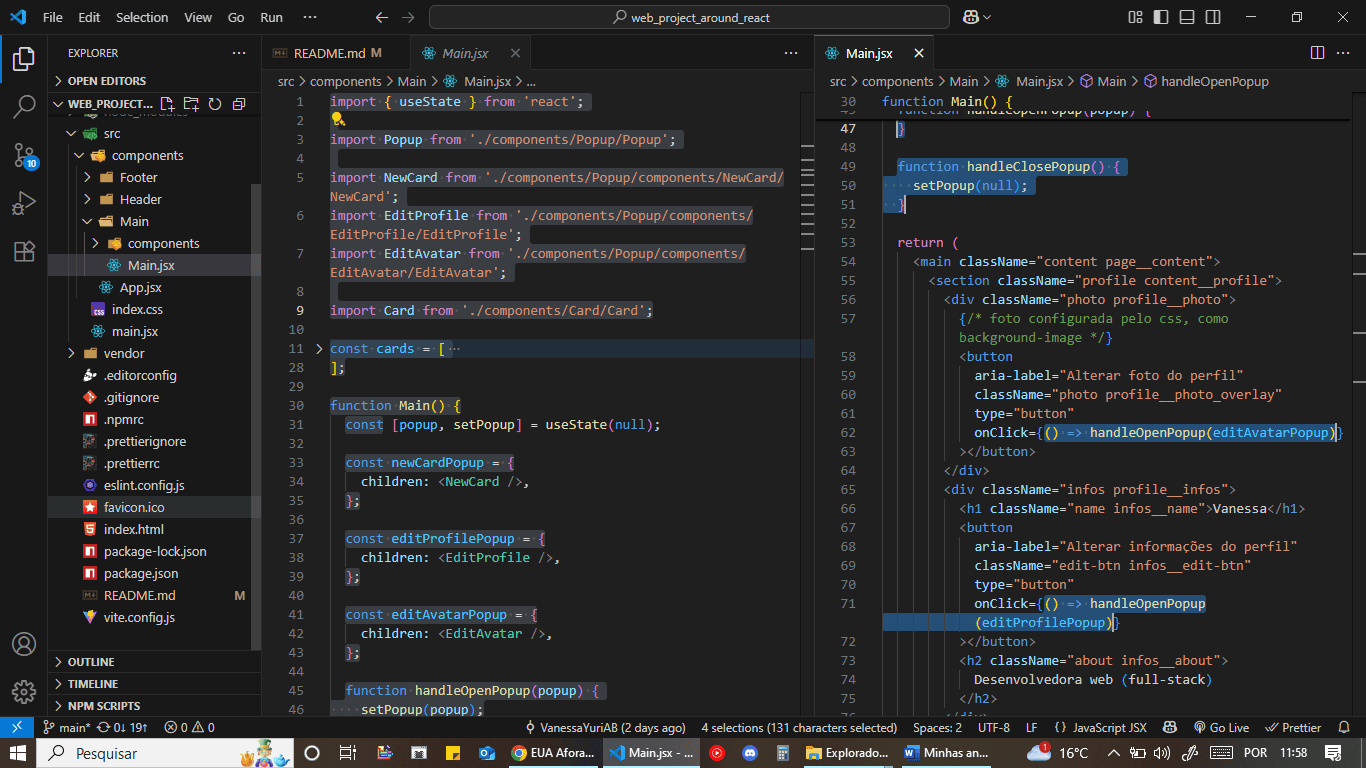 File Edit Selection View Go Run ··· web_project_around_react
EXPLORER ···
OPEN EDITORS
WEB_PROJECT...
node_modules
src
components
Footer
Header
Main
components
Main.jsx
App.jsx
index.css
main.jsx
vendor
.editorconfig
.gitignore
.npmrc
.prettierignore
.prettierrc
eslint.config.js
favicon.ico
index.html
package-lock.json
package.json
README.md M
vite.config.js
OUTLINE
TIMELINE
NPM SCRIPTS
10
README.md M Main.jsx ···
src > components > Main > Main.jsx > ...
1 import { useState } from 'react';
2
3 import Popup from './components/Popup/Popup';
4
5 import NewCard from './components/Popup/components/NewCard/
NewCard';
6 import EditProfile from './components/Popup/components/
EditProfile/EditProfile';
7 import EditAvatar from './components/Popup/components/
EditAvatar/EditAvatar';
8
9 import Card from './components/Card/Card';
10
11 const cards = [ ···
28 ];
29
30 function Main() {
31 const [popup, setPopup] = useState(null);
32
33 const newCardPopup = {
34 children: <NewCard />,
35 };
36
37 const editProfilePopup = {
38 children: <EditProfile />,
39 };
40
41 const editAvatarPopup = {
42 children: <EditAvatar />,
43 };
44
45 function handleOpenPopup(popup) {
46 setPopup(popup);
Main.jsx ···
src > components > Main > Main.jsx > Main > handleOpenPopup
30 function Main() {
45 function handleOpenPopup(popup) {
47 }
48
49 function handleClosePopup() {
50 setPopup(null);
51 }
52
53 return (
54 <main className="content page__content">
55 <section className="profile content__profile">
56 <div className="photo profile__photo">
57 {/* foto configurada pelo css, como
background-image */}
58 <button
59 aria-label="Alterar foto do perfil"
60 className="photo profile__photo_overlay"
61 type="button"
62 onClick={() => handleOpenPopup(editAvatarPopup)}
63 ></button>
64 </div>
65 <div className="infos profile__infos">
66 <h1 className="name infos__name">Vanessa</h1>
67 <button
68 aria-label="Alterar informações do perfil"
69 className="edit-btn infos__edit-btn"
70 type="button"
71 onClick={() => handleOpenPopup
(editProfilePopup)}
72 ></button>
73 <h2 className="about infos__about">
74 Desenvolvedora web (full-stack)
75 </h2>
76 </div>
main* 0↓ 19↑ 0 0 VanessaYuriAB (2 days ago) 4 selections (131 characters selected) Spaces: 2 UTF-8 LF {} JavaScript JSX Go Live Prettier
Pesquisar EUA Afora... Main.jsx - ... Explorado... Minhas an... 1 16°C POR 11:58